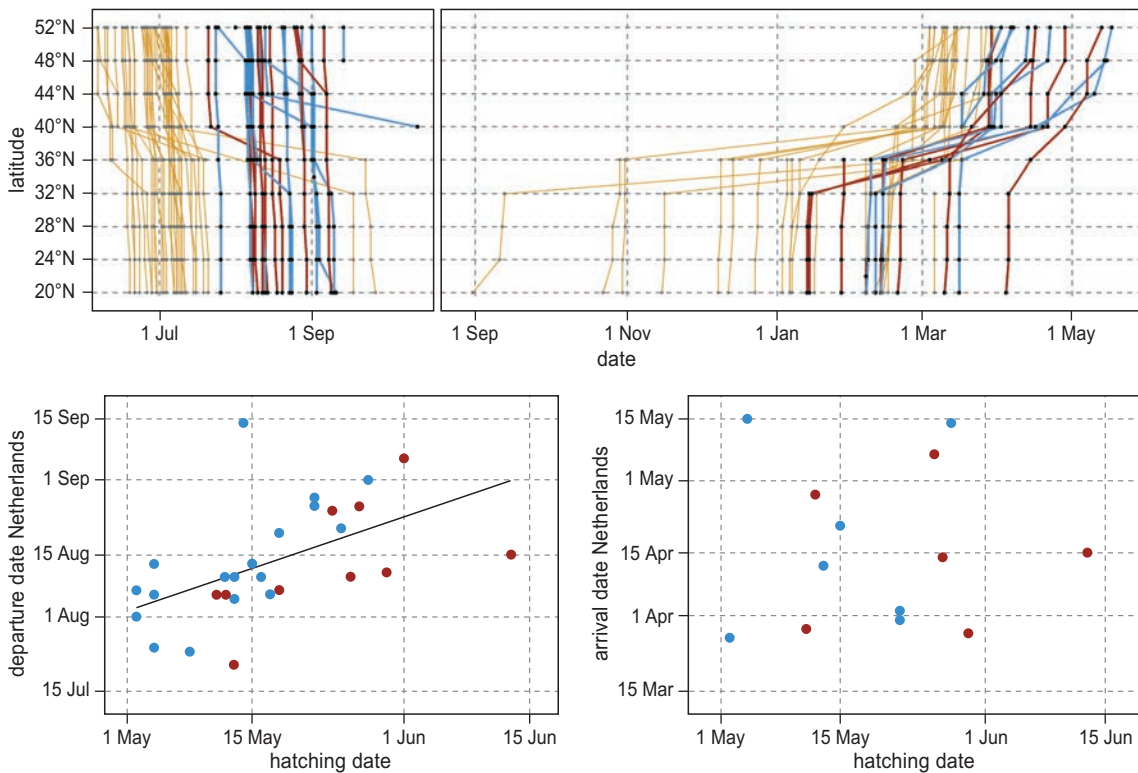 52°N
48°N
44°N
40°N
36°N
32°N
28°N
24°N
20°N
latitude
1 Jul
1 Sep
1 Sep
1 Nov
1 Jan
1 Mar
1 May
date
15 Sep
1 Sep
15 Aug
1 Aug
15 Jul
departure date Netherlands
1 May
15 May
1 Jun
15 Jun
hatching date
15 May
1 May
15 Apr
1 Apr
15 Mar
arrival date Netherlands
1 May
15 May
1 Jun
15 Jun
hatching date